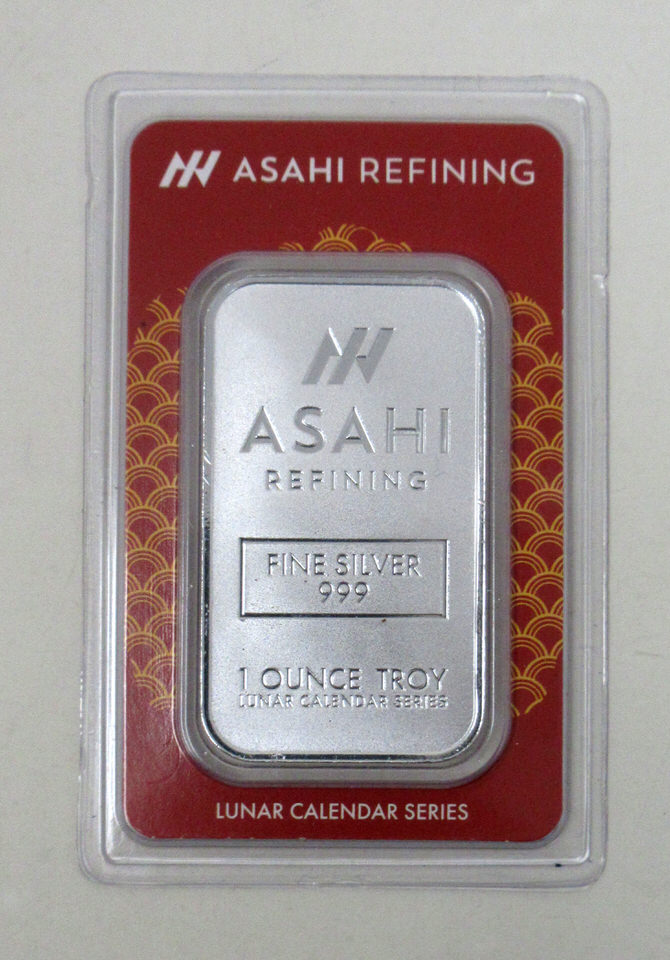 ASAHI REFINING
ASAHI
REFINING
FINE SILVER
999
1 OUNCE TROY
LUNAR CALENDAR SERIES
LUNAR CALENDAR SERIES